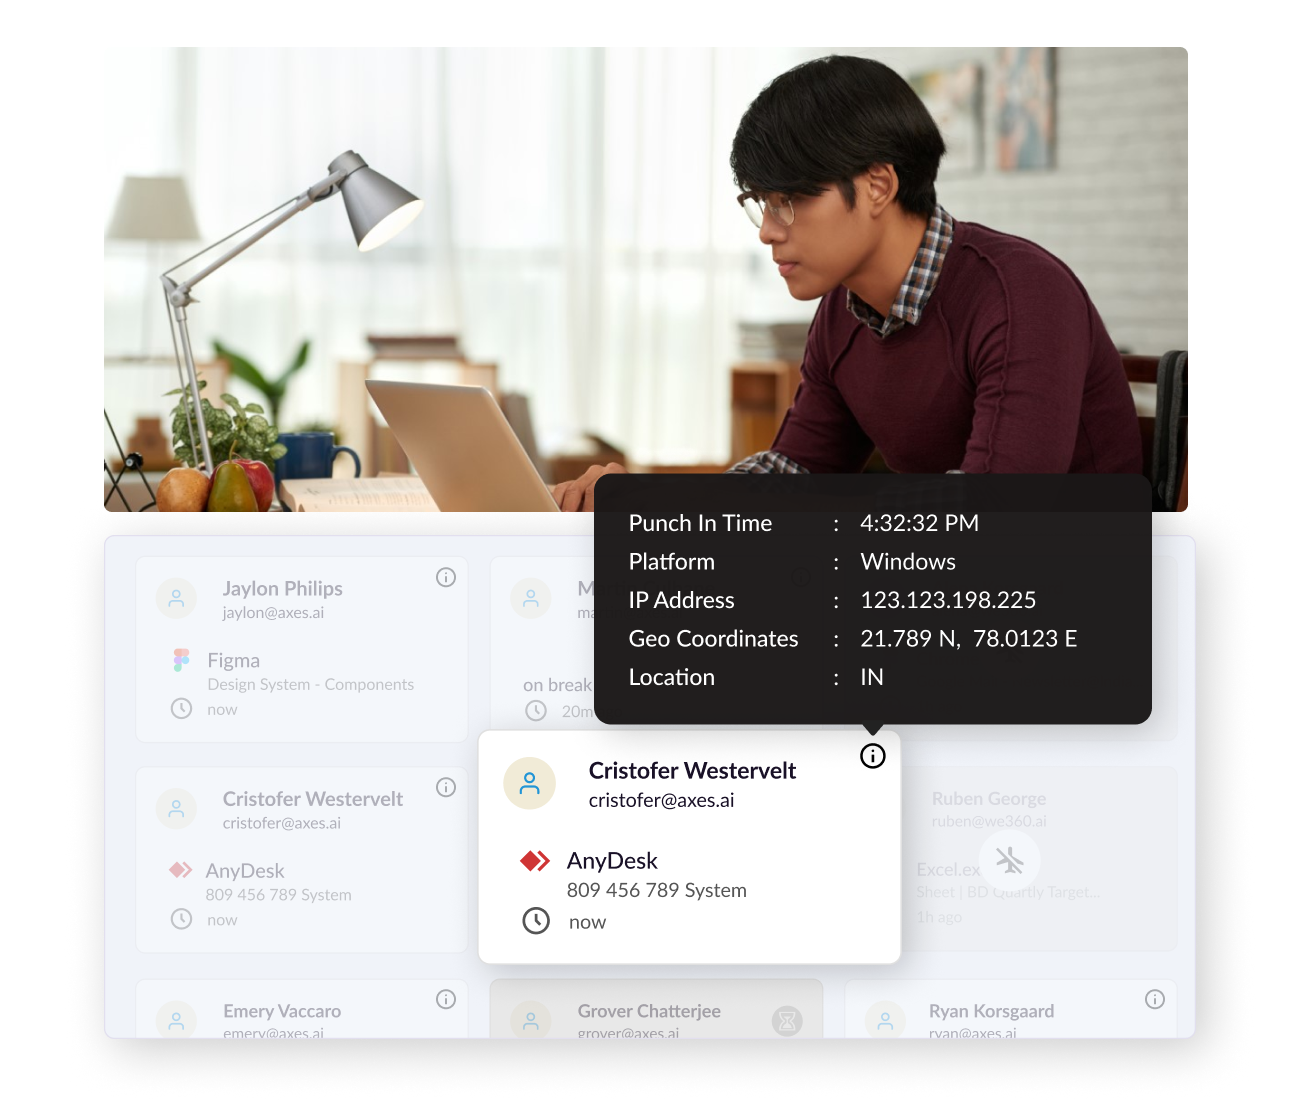 Punch In Time : 4:32:32 PM
Platform : Windows
IP Address : 123.123.198.225
Geo Coordinates : 21.789 N, 78.0123 E
Location : IN
Jaylon Philips
jaylon@axes.ai
Figma
Design System - Components
now
on break
20m
Cristofer Westervelt
cristofer@axes.ai
AnyDesk
809 456 789 System
now
Cristofer Westervelt
cristofer@axes.ai
AnyDesk
809 456 789 System
now
Ruben George
ruben@we360.ai
Excel.ex
Sheet | BD Quartly Target...
1h ago
Emery Vaccaro
emery@axes.ai
Grover Chatterjee
grover@axes.ai
Ryan Korsgaard
ryan@axes.ai